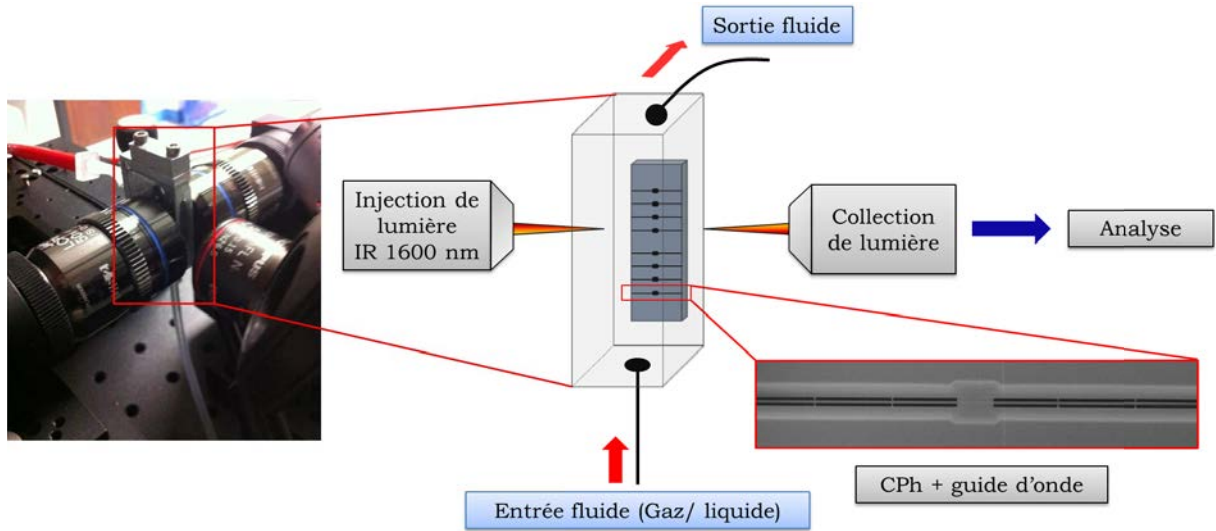 Sortie fluide
Injection de
lumière
IR 1600 nm
Collection
de lumière
Analyse
CPh + guide d'onde
Entrée fluide (Gaz/ liquide)